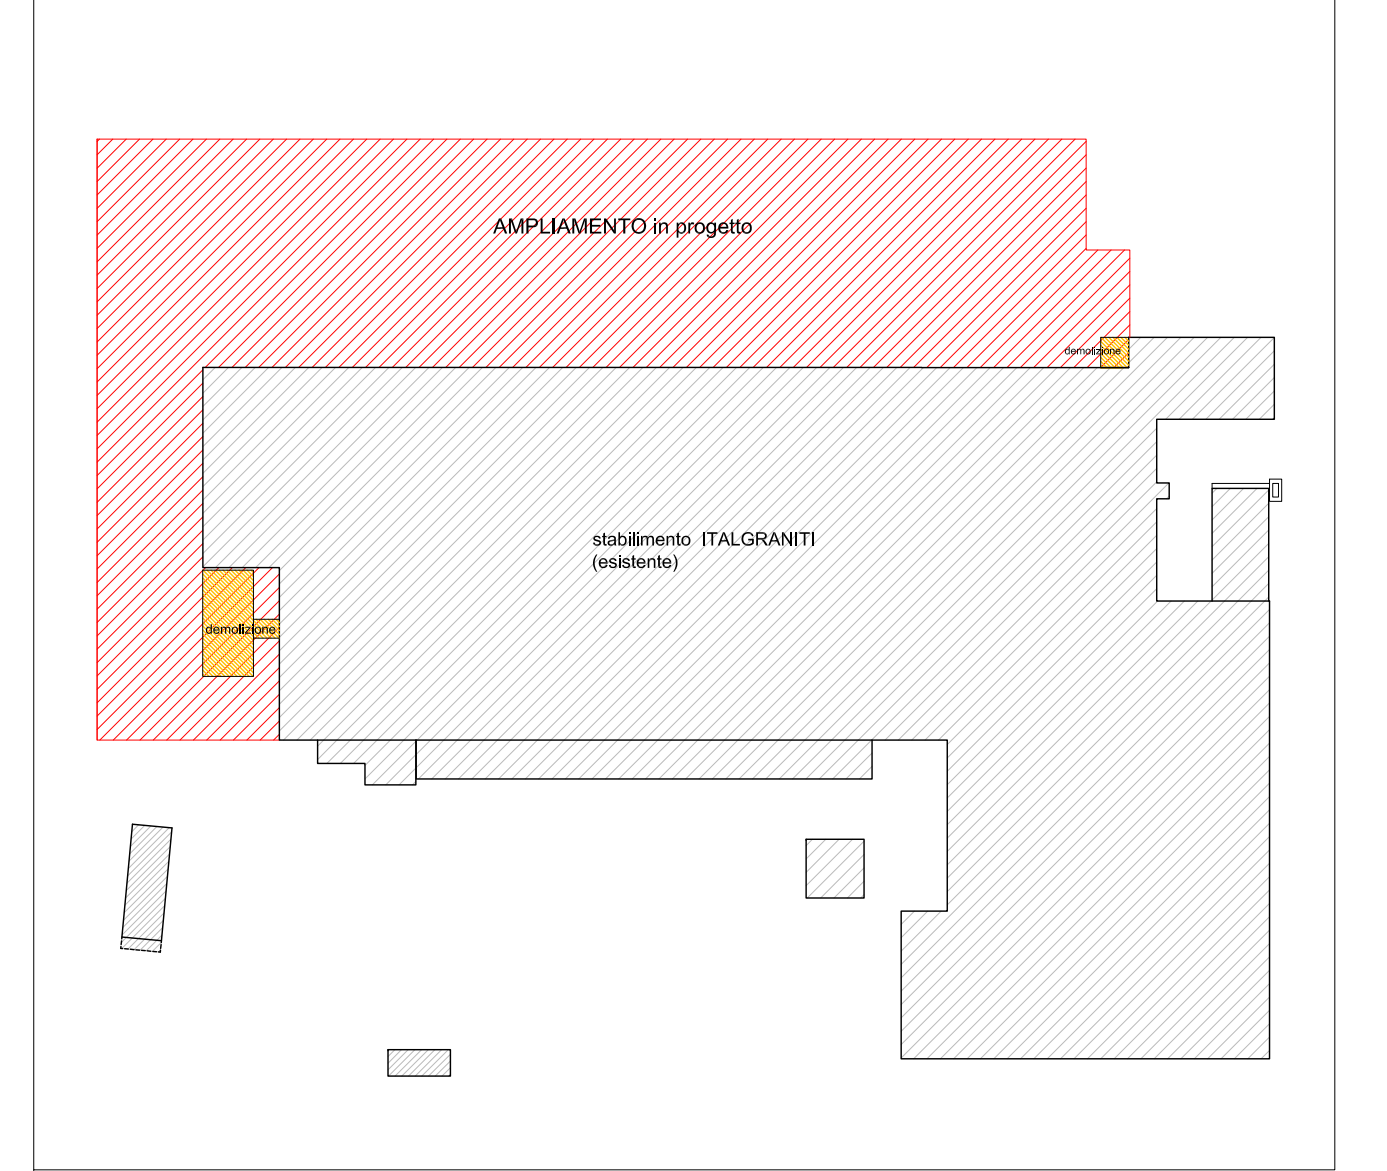 AMPLIAMENTO in progetto
demolizione
stabilimento ITALGRANITI
(esistente)
demolizione